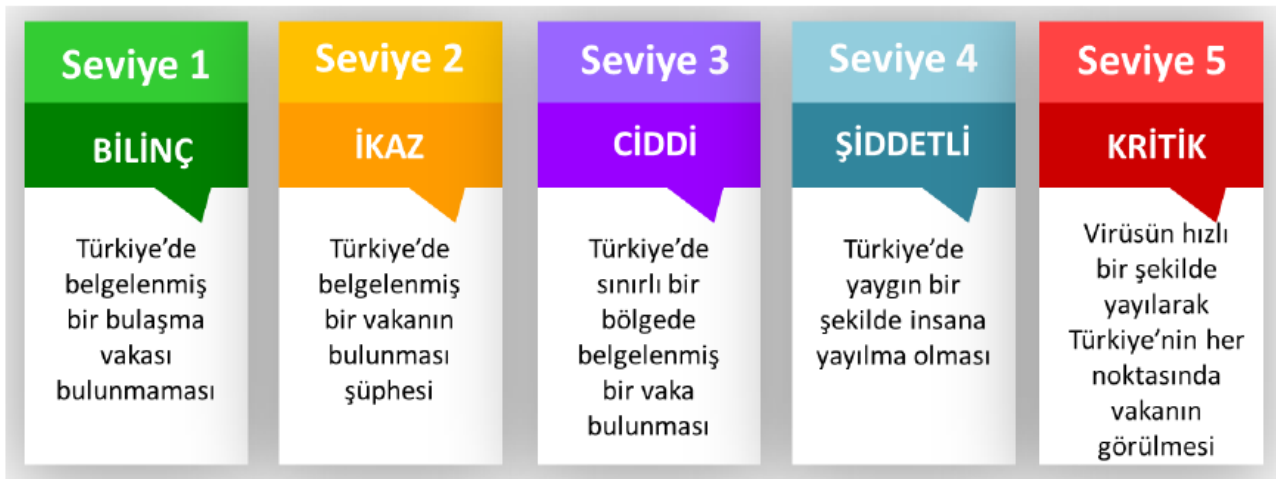 Seviye 1
BİLİNÇ
Türkiye’de
belgelenmiş
bir bulaşma
vakası
bulunmaması
Seviye 2
İKAZ
Türkiye’de
belgelenmiş
bir vakanın
bulunması
şüphesi
Seviye 3
CİDDİ
Türkiye’de
sınırlı bir
bölgede
belgelenmiş
bir vaka
bulunması
Seviye 4
ŞİDDETLİ
Türkiye’de
yaygın bir
şekilde insana
yayılma olması
Seviye 5
KRİTİK
Virüsün hızlı
bir şekilde
yayılarak
Türkiye’nin her
noktasında
vakanın
görülmesi